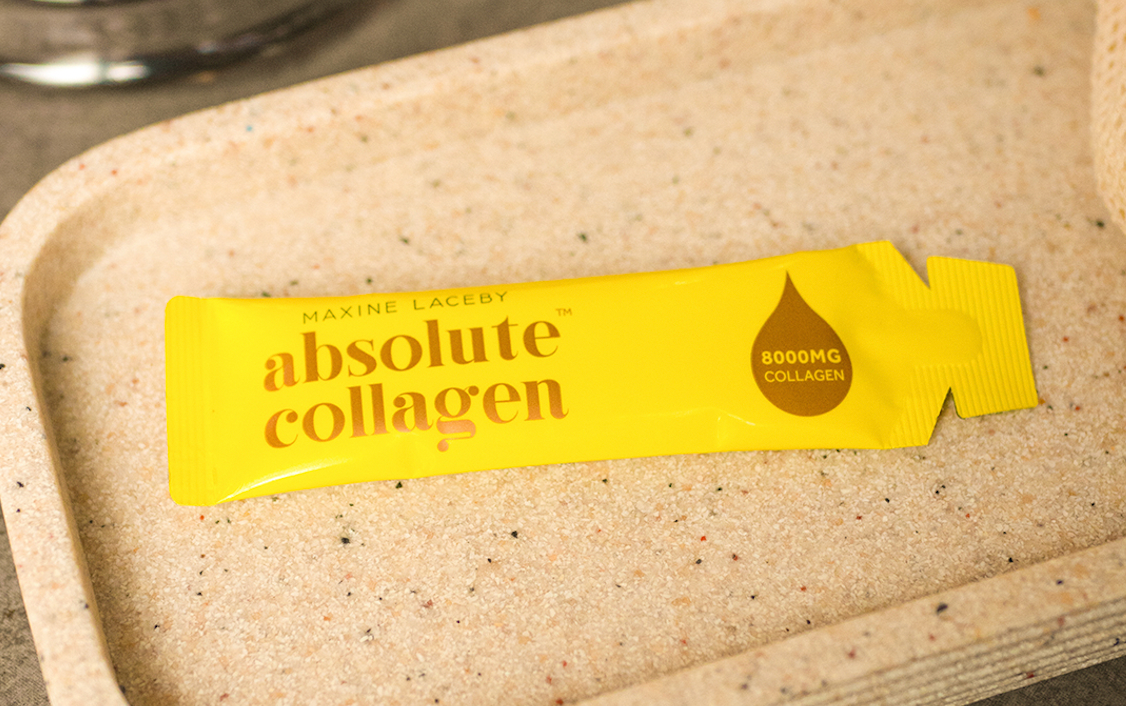 MAXINE LACEBY
absolute™
collagen
8000MG
COLLAGEN